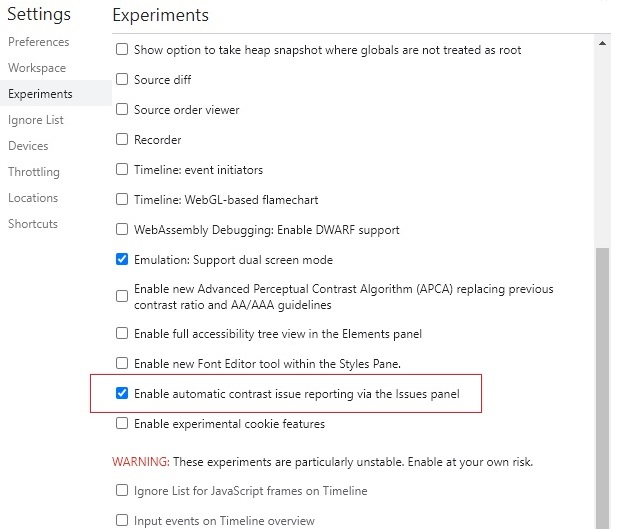 Settings
Preferences
Workspace
Experiments
Ignore List
Devices
Throttling
Locations
Shortcuts
Experiments
Show option to take heap snapshot where globals are not treated as root
Source diff
Source order viewer
Recorder
Timeline: event initiators
Timeline: WebGL-based flamechart
WebAssembly Debugging: Enable DWARF support
Emulation: Support dual screen mode
Enable new Advanced Perceptual Contrast Algorithm (APCA) replacing previous
contrast ratio and AA/AAA guidelines
Enable full accessibility tree view in the Elements panel
Enable new Font Editor tool within the Styles Pane.
Enable automatic contrast issue reporting via the Issues panel
Enable experimental cookie features
WARNING: These experiments are particularly unstable. Enable at your own risk.
Ignore List for JavaScript frames on Timeline
Input events on Timeline overview